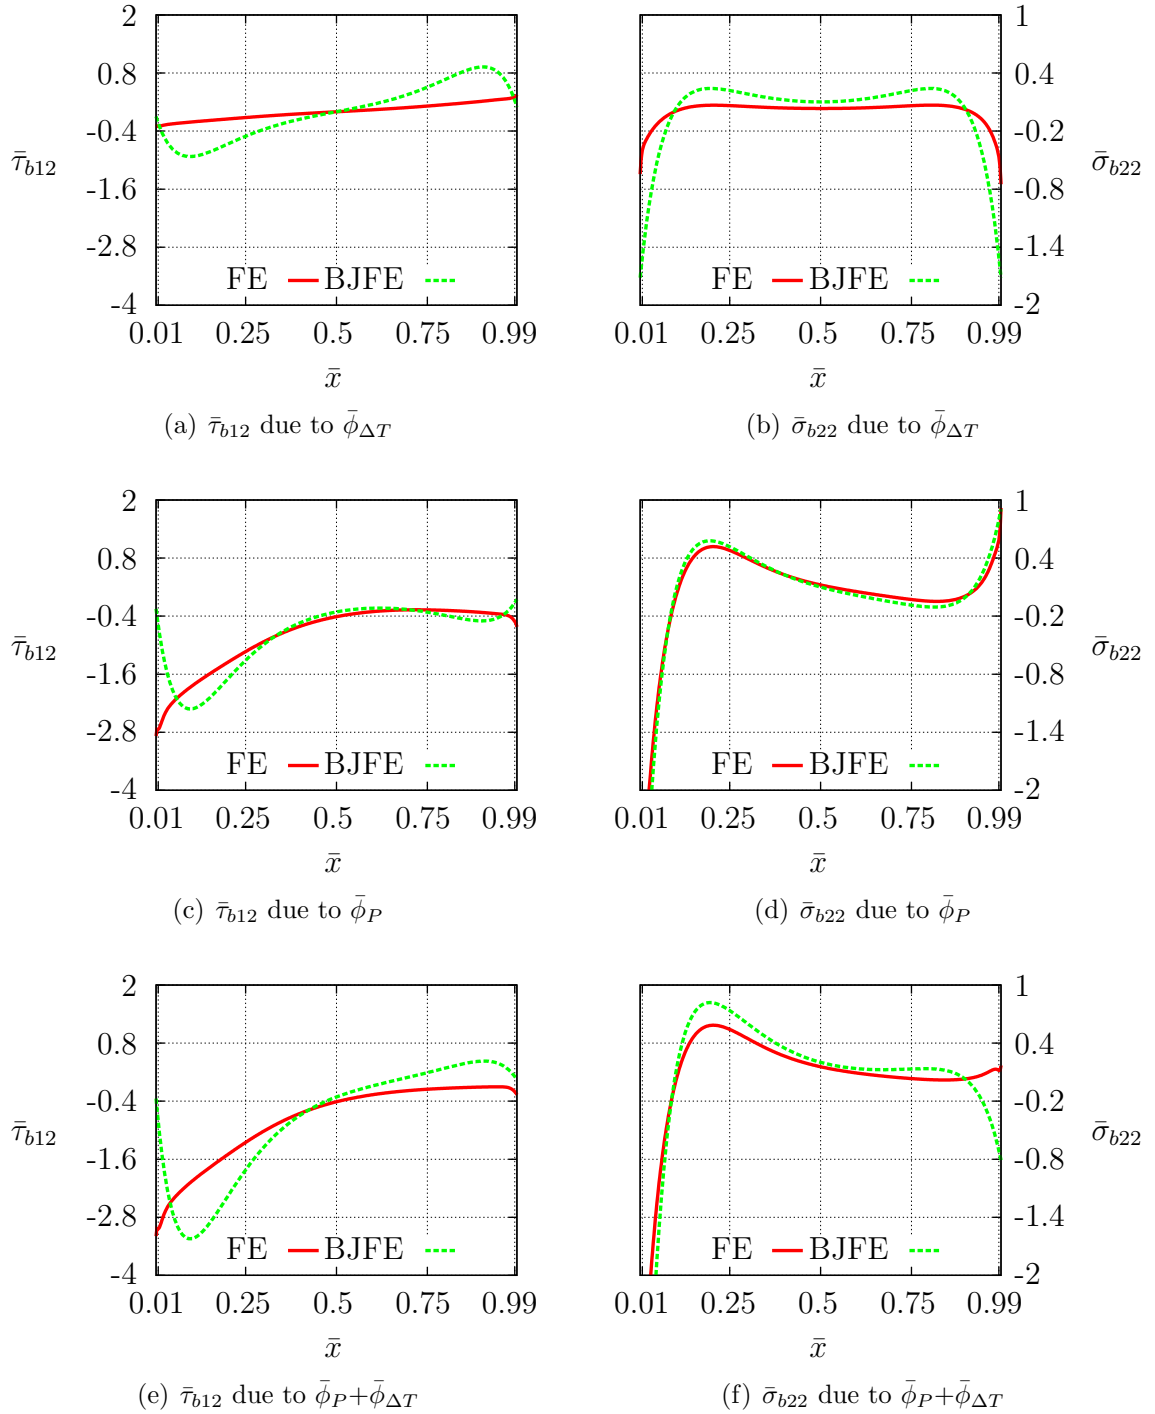 2
0.8
-0.4
-1.6
-2.8
-4
τ̄b12
FE BJFE
0.01 0.25 0.5 0.75 0.99
x̄
(a) τ̄b12 due to ϕ̄ΔT
1
0.4
-0.2
-0.8
-1.4
-2
σ̄b22
FE BJFE
0.01 0.25 0.5 0.75 0.99
x̄
(b) σ̄b22 due to ϕ̄ΔT
2
0.8
-0.4
-1.6
-2.8
-4
τ̄b12
FE BJFE
0.01 0.25 0.5 0.75 0.99
x̄
(c) τ̄b12 due to ϕ̄P
1
0.4
-0.2
-0.8
-1.4
-2
σ̄b22
FE BJFE
0.01 0.25 0.5 0.75 0.99
x̄
(d) σ̄b22 due to ϕ̄P
2
0.8
-0.4
-1.6
-2.8
-4
τ̄b12
FE BJFE
0.01 0.25 0.5 0.75 0.99
x̄
(e) τ̄b12 due to ϕ̄P+ϕ̄ΔT
1
0.4
-0.2
-0.8
-1.4
-2
σ̄b22
FE BJFE
0.01 0.25 0.5 0.75 0.99
x̄
(f) σ̄b22 due to ϕ̄P+ϕ̄ΔT